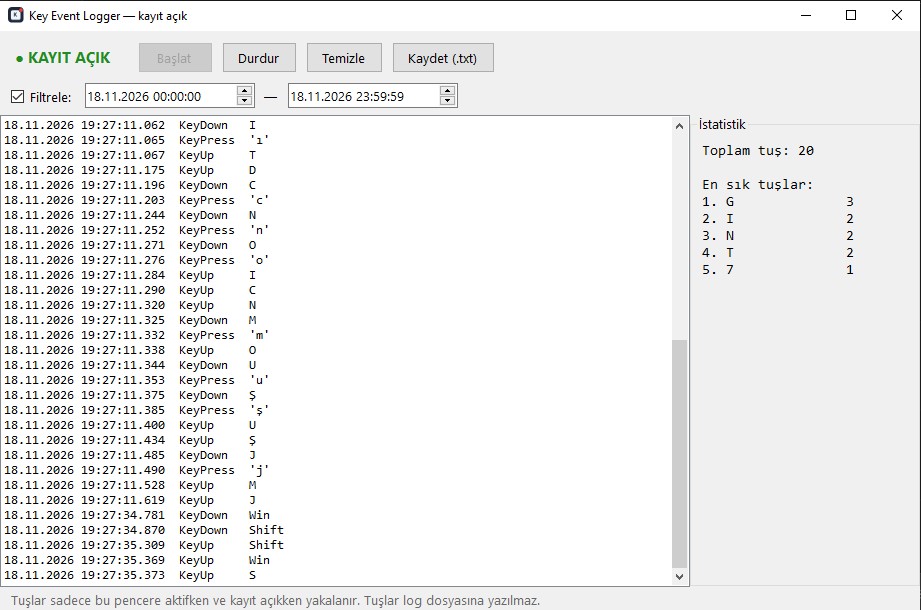 Key Event Logger — kayıt açık
● KAYIT AÇIK Başlat Durdur Temizle Kaydet (.txt)
Filtrele: 18.11.2026 00:00:00 — 18.11.2026 23:59:59
18.11.2026 19:27:11.062 KeyDown I
18.11.2026 19:27:11.065 KeyPress 'ı'
18.11.2026 19:27:11.067 KeyUp T
18.11.2026 19:27:11.175 KeyUp D
18.11.2026 19:27:11.196 KeyDown C
18.11.2026 19:27:11.203 KeyPress 'c'
18.11.2026 19:27:11.244 KeyDown N
18.11.2026 19:27:11.252 KeyPress 'n'
18.11.2026 19:27:11.271 KeyDown O
18.11.2026 19:27:11.276 KeyPress 'o'
18.11.2026 19:27:11.284 KeyUp I
18.11.2026 19:27:11.290 KeyUp C
18.11.2026 19:27:11.320 KeyUp N
18.11.2026 19:27:11.325 KeyDown M
18.11.2026 19:27:11.332 KeyPress 'm'
18.11.2026 19:27:11.338 KeyUp O
18.11.2026 19:27:11.344 KeyDown U
18.11.2026 19:27:11.353 KeyPress 'u'
18.11.2026 19:27:11.375 KeyDown Ş
18.11.2026 19:27:11.385 KeyPress 'ş'
18.11.2026 19:27:11.400 KeyUp U
18.11.2026 19:27:11.434 KeyUp Ş
18.11.2026 19:27:11.485 KeyDown J
18.11.2026 19:27:11.490 KeyPress 'j'
18.11.2026 19:27:11.528 KeyUp M
18.11.2026 19:27:11.619 KeyUp J
18.11.2026 19:27:34.781 KeyDown Win
18.11.2026 19:27:34.870 KeyDown Shift
18.11.2026 19:27:35.309 KeyUp Shift
18.11.2026 19:27:35.369 KeyUp Win
18.11.2026 19:27:35.373 KeyUp S
İstatistik
Toplam tuş: 20
En sık tuşlar:
1. G 3
2. I 2
3. N 2
4. T 2
5. 7 1
Tuşlar sadece bu pencere aktifken ve kayıt açıkken yakalanır. Tuşlar log dosyasına yazılmaz.